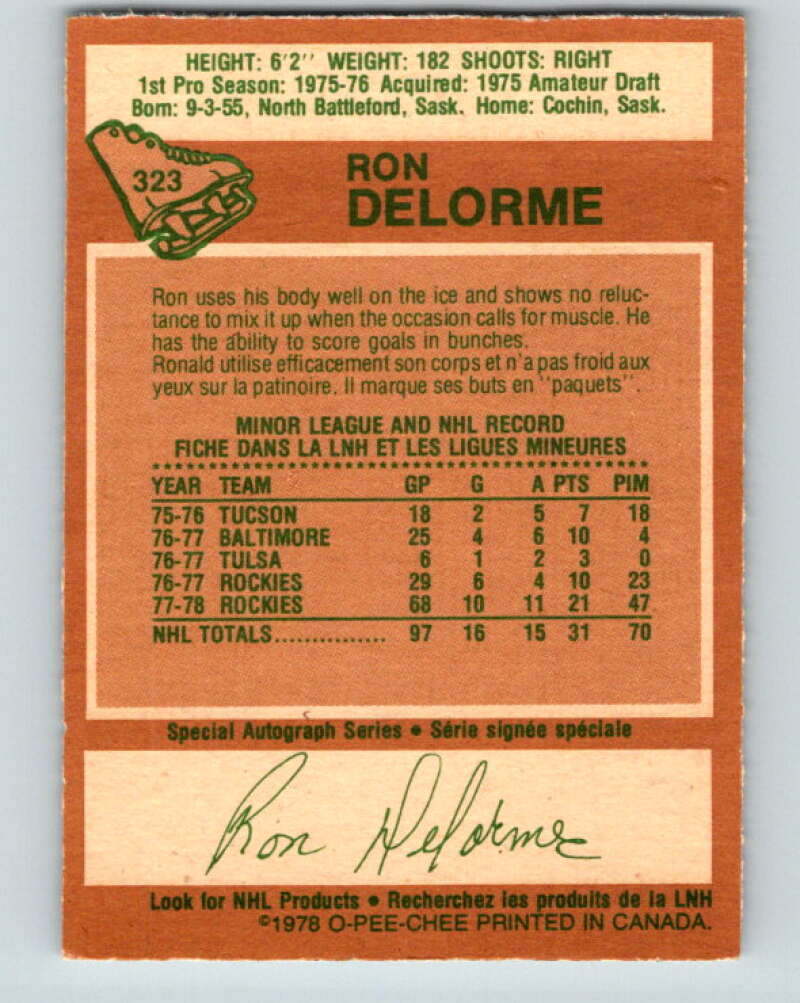 HEIGHT: 6'2" WEIGHT: 182 SHOOTS: RIGHT
1st Pro Season: 1975-76 Acquired: 1975 Amateur Draft
Born: 9-3-55, North Battleford, Sask. Home: Cochin, Sask.
323
RON
DELORME
Ron uses his body well on the ice and shows no reluc-
tance to mix it up when the occasion calls for muscle. He
has the ability to score goals in bunches.
Ronald utilise efficacement son corps et n'a pas froid aux
yeux sur la patinoire. Il marque ses buts en "paquets".
MINOR LEAGUE AND NHL RECORD
FICHE DANS LA LNH ET LES LIGUES MINEURES
YEAR TEAM GP G A PTS PIM
75-76 TUCSON 18 2 5 7 18
76-77 BALTIMORE 25 4 6 10 4
76-77 TULSA 6 1 2 3 0
76-77 ROCKIES 29 6 4 10 23
77-78 ROCKIES 68 10 11 21 47
NHL TOTALS............... 97 16 15 31 70
Special Autograph Series • Série signée spéciale
Ron Delorme
Look for NHL Products • Recherchez les produits de la LNH
©1978 O-PEE-CHEE PRINTED IN CANADA.